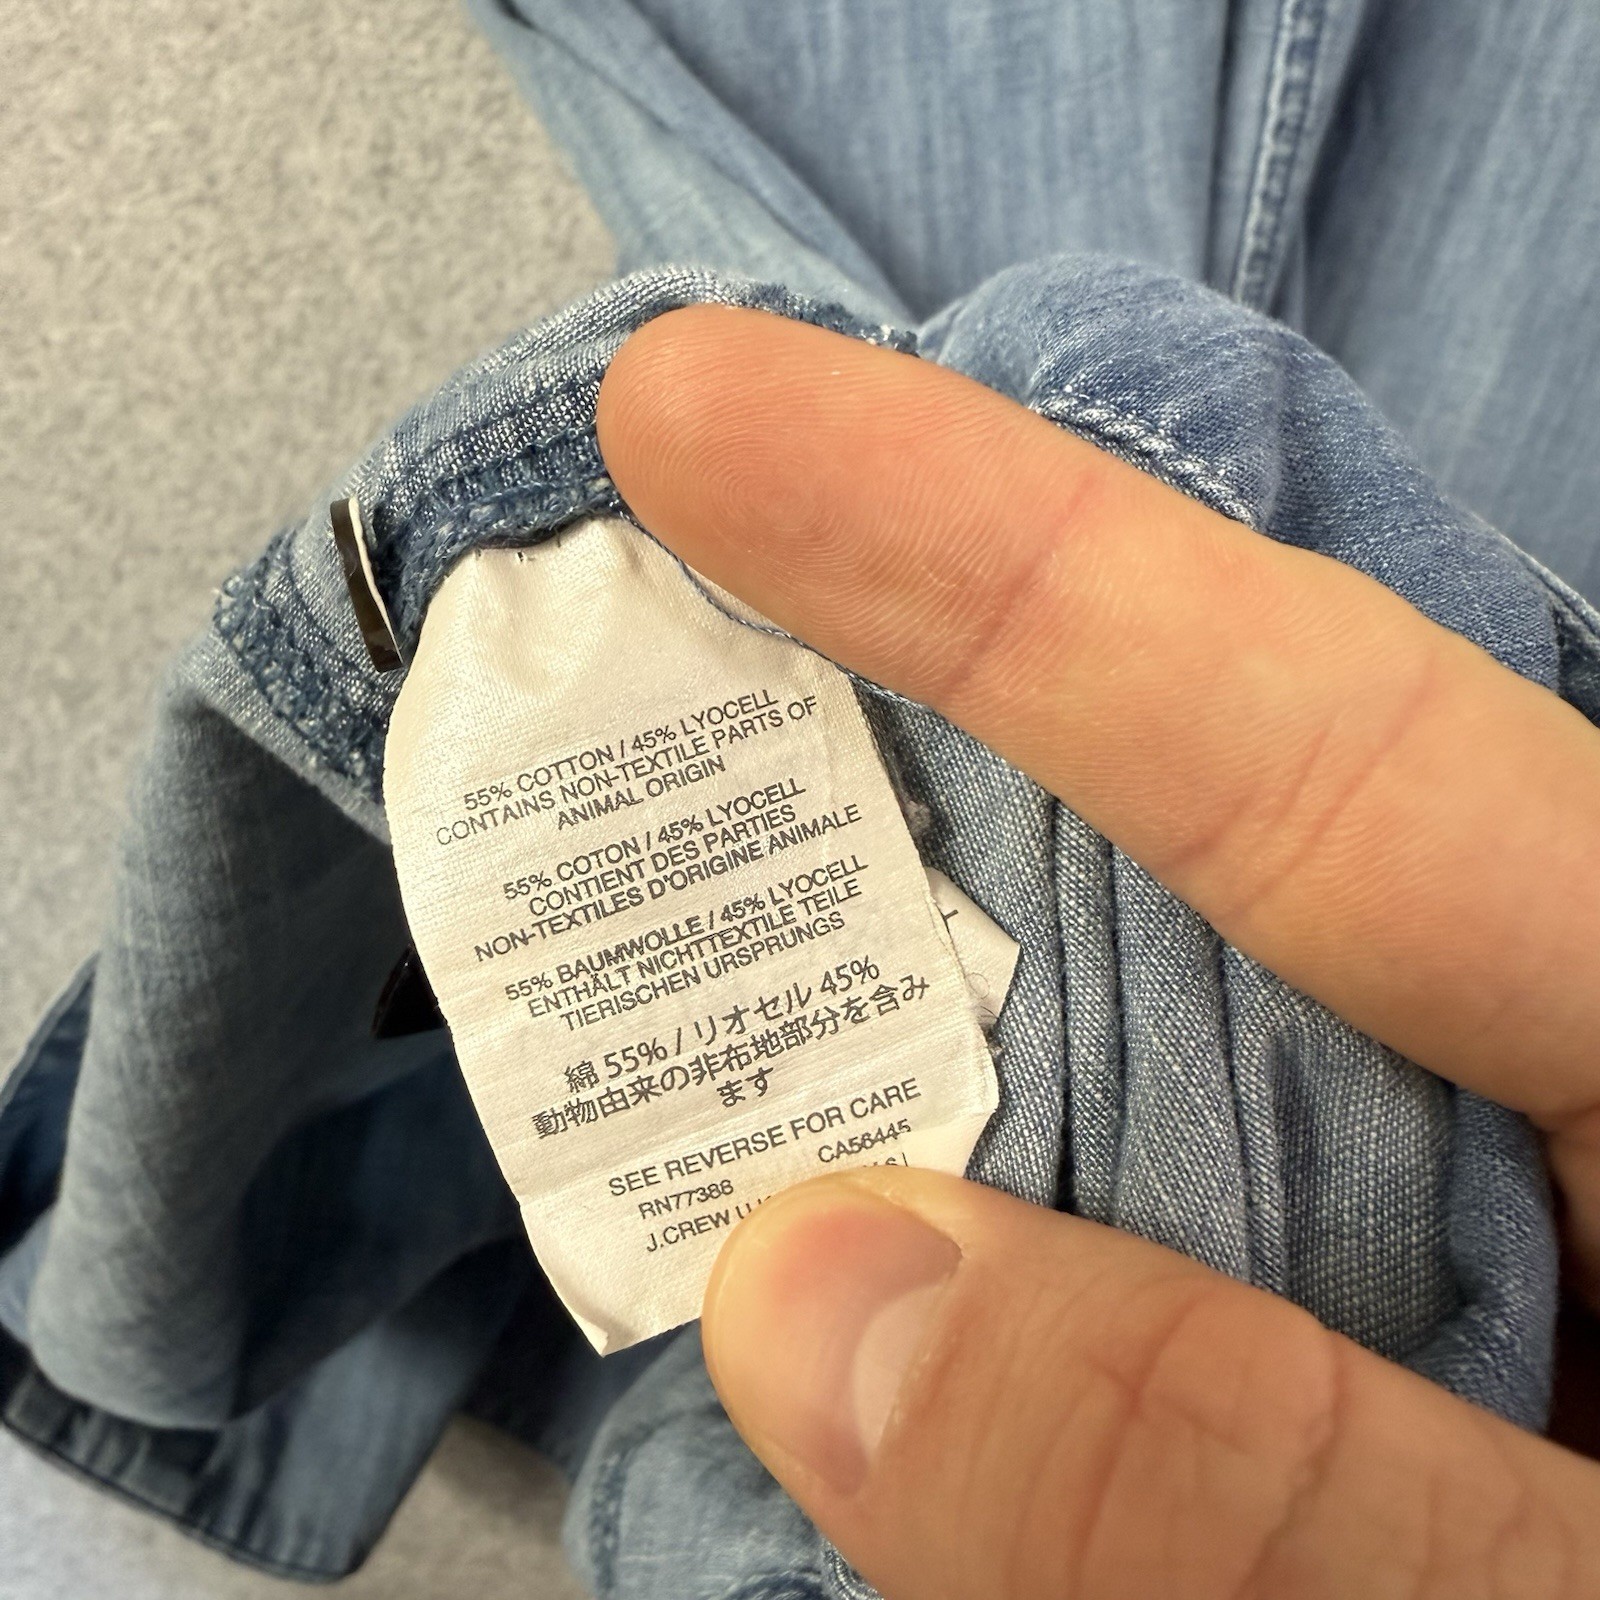 55% COTTON / 45% LYOCELL
CONTAINS NON-TEXTILE PARTS OF
ANIMAL ORIGIN
55% COTON / 45% LYOCELL
CONTIENT DES PARTIES
NON-TEXTILES D'ORIGINE ANIMALE
55% BAUMWOLLE / 45% LYOCELL
ENTHÄLT NICHTTEXTILE TEILE
TIERISCHEN URSPRUNGS
綿 55% / リオセル 45%
動物由来の非布地部分を含み
ます
SEE REVERSE FOR CARE
RN77388 CA56445
J.CREW